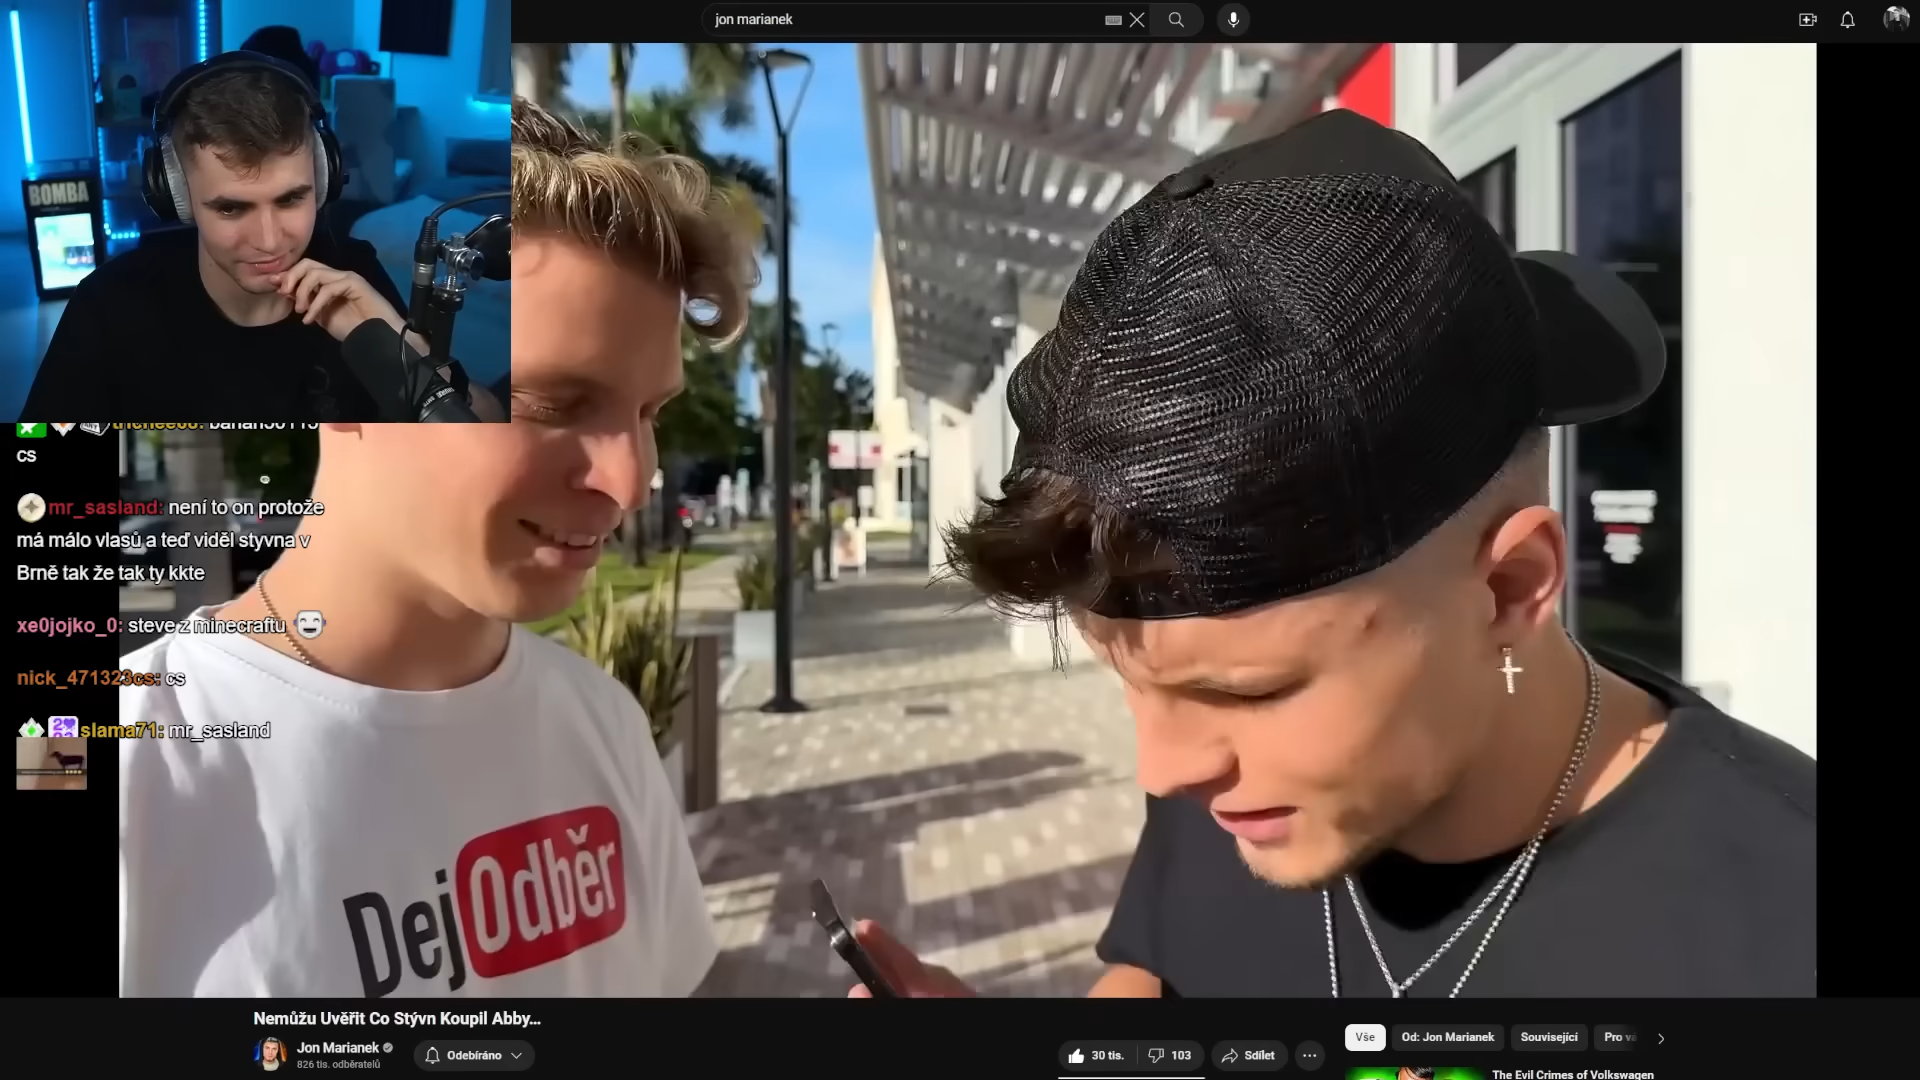 jon marianek
BOMBA
cs
mr_sasland: není to on protože
má málo vlasů a teď viděl styvna v
Brně tak že tak ty kkte
xe0jojko_0: steve z minecraftu
nick_471323cs: cs
slama71: mr_sasland
DejOdběr
Nemůžu Uvěřit Co Stývn Koupil Abby...
Jon Marianek
826 tis. odběratelů
Odebíráno
30 tis.
103
Sdílet
Vše
Od: Jon Marianek
Související
Pro
The Evil Crimes of Volkswagen